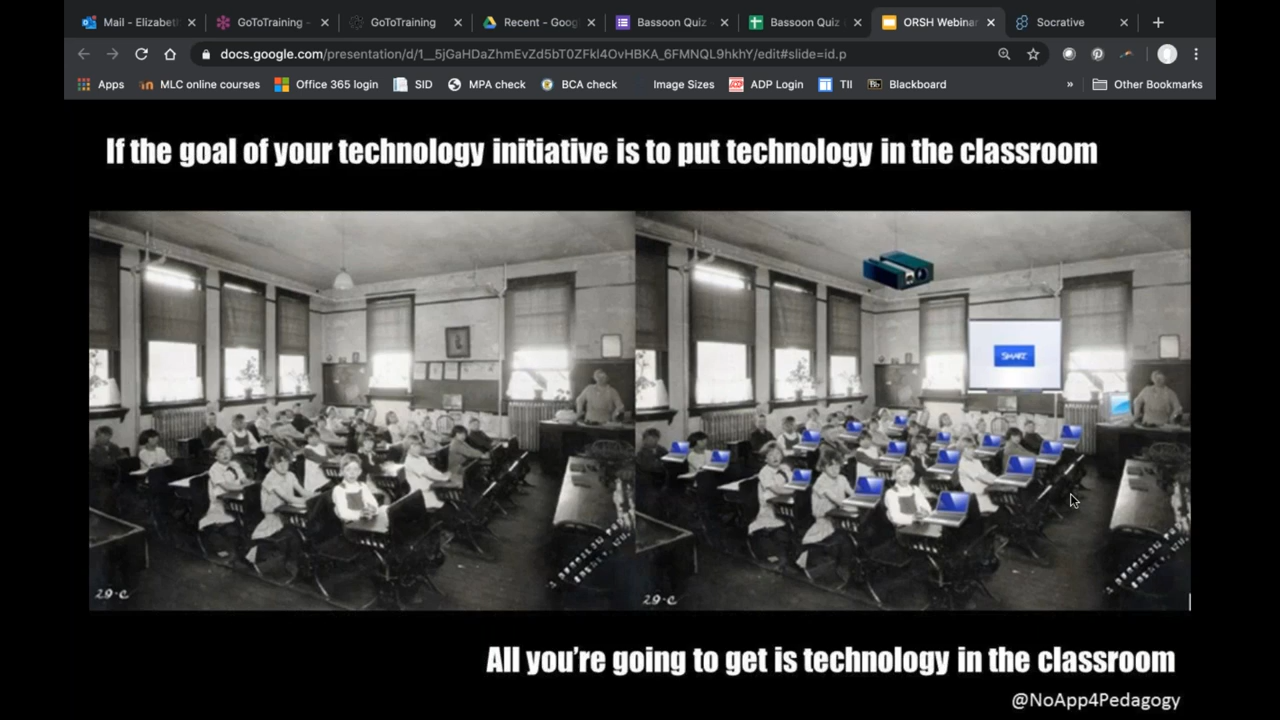 Mail - Elizabet
GoToTraining -
GoToTraining
Recent - Goog
Bassoon Quiz -
Bassoon Quiz (
ORSH Webinar
Socrative
docs.google.com/presentation/d/1__5jGaHDaZhmEvZd5bT0ZFkl4OvHBKA_6FMNQL9hkhY/edit#slide=id.p
Apps
MLC online courses
Office 365 login
SID
MPA check
BCA check
Image Sizes
ADP Login
TII
Blackboard
»
Other Bookmarks
If the goal of your technology initiative is to put technology in the classroom
SMART
29-C
29-C
All you're going to get is technology in the classroom
@NoApp4Pedagogy